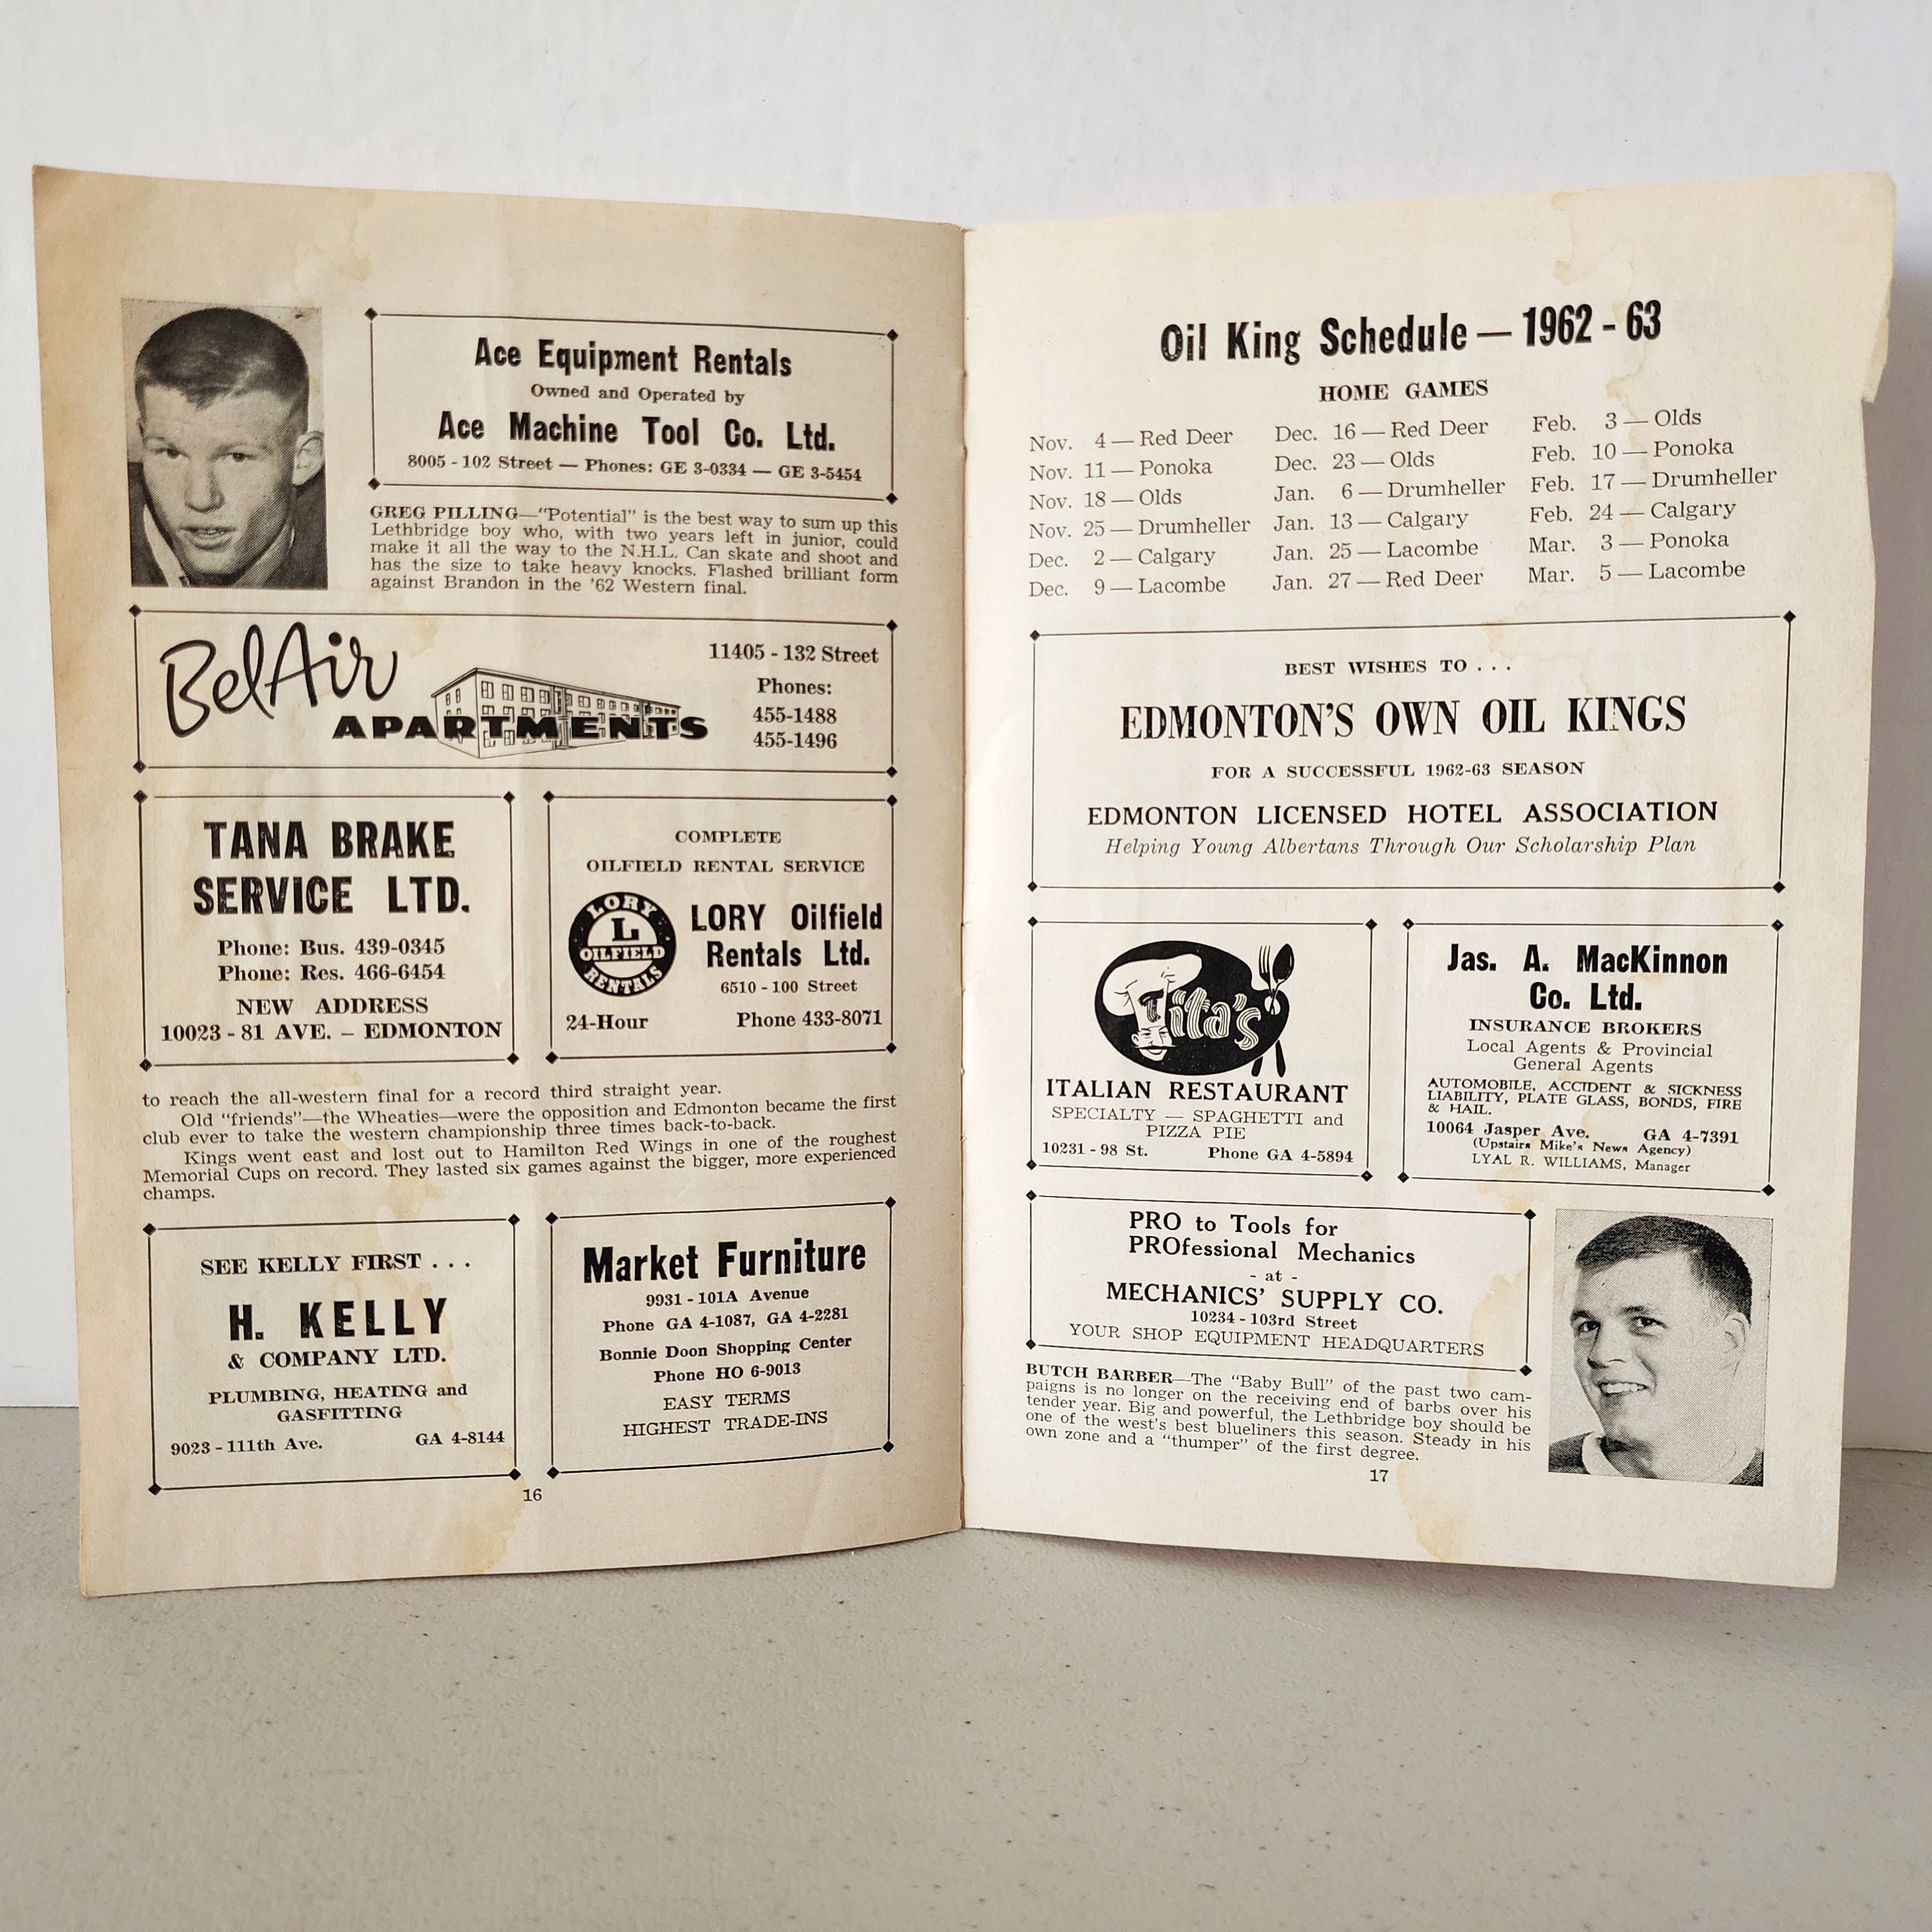 Ace Equipment Rentals
Owned and Operated by
Ace Machine Tool Co. Ltd.
8005 - 102 Street — Phones: GE 3-0334 — GE 3-5454
GREG PILLING—"Potential" is the best way to sum up this
Lethbridge boy who, with two years left in junior, could
make it all the way to the N.H.L. Can skate and shoot and
has the size to take heavy knocks. Flashed brilliant form
against Brandon in the '62 Western final.
BelAir
APARTMENTS
11405 - 132 Street
Phones:
455-1488
455-1496
TANA BRAKE
SERVICE LTD.
Phone: Bus. 439-0345
Phone: Res. 466-6454
NEW ADDRESS
10023 - 81 AVE. – EDMONTON
COMPLETE
OILFIELD RENTAL SERVICE
LORY
L
OILFIELD
RENTALS
LORY Oilfield
Rentals Ltd.
6510 - 100 Street
24-Hour Phone 433-8071
to reach the all-western final for a record third straight year.
Old "friends"—the Wheaties—were the opposition and Edmonton became the first
club ever to take the western championship three times back-to-back.
Kings went east and lost out to Hamilton Red Wings in one of the roughest
Memorial Cups on record. They lasted six games against the bigger, more experienced
champs.
SEE KELLY FIRST . . .
H. KELLY
& COMPANY LTD.
PLUMBING, HEATING and
GASFITTING
9023 - 111th Ave. GA 4-8144
Market Furniture
9931 - 101A Avenue
Phone GA 4-1087, GA 4-2281
Bonnie Doon Shopping Center
Phone HO 6-9013
EASY TERMS
HIGHEST TRADE-INS
16
Oil King Schedule — 1962 - 63
HOME GAMES
Nov. 4 — Red Deer Dec. 16 — Red Deer Feb. 3 — Olds
Nov. 11 — Ponoka Dec. 23 — Olds Feb. 10 — Ponoka
Nov. 18 — Olds Jan. 6 — Drumheller Feb. 17 — Drumheller
Nov. 25 — Drumheller Jan. 13 — Calgary Feb. 24 — Calgary
Dec. 2 — Calgary Jan. 25 — Lacombe Mar. 3 — Ponoka
Dec. 9 — Lacombe Jan. 27 — Red Deer Mar. 5 — Lacombe
BEST WISHES TO . . .
EDMONTON'S OWN OIL KINGS
FOR A SUCCESSFUL 1962-63 SEASON
EDMONTON LICENSED HOTEL ASSOCIATION
Helping Young Albertans Through Our Scholarship Plan
Tita's
ITALIAN RESTAURANT
SPECIALTY — SPAGHETTI and
PIZZA PIE
10231 - 98 St. Phone GA 4-5894
Jas. A. MacKinnon
Co. Ltd.
INSURANCE BROKERS
Local Agents & Provincial
General Agents
AUTOMOBILE, ACCIDENT & SICKNESS
LIABILITY, PLATE GLASS, BONDS, FIRE
& HAIL.
10064 Jasper Ave. GA 4-7391
(Upstairs Mike's News Agency)
LYAL R. WILLIAMS, Manager
PRO to Tools for
PROfessional Mechanics
- at -
MECHANICS' SUPPLY CO.
10234 - 103rd Street
YOUR SHOP EQUIPMENT HEADQUARTERS
BUTCH BARBER—The "Baby Bull" of the past two cam-
paigns is no longer on the receiving end of barbs over his
tender year. Big and powerful, the Lethbridge boy should be
one of the west's best blueliners this season. Steady in his
own zone and a "thumper" of the first degree.
17